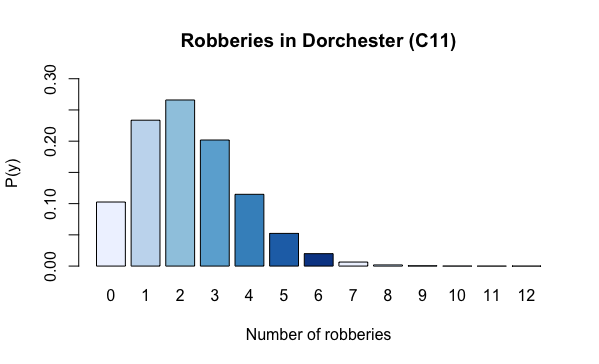 Robberies in Dorchester (C11)
0.30
0.20
0.10
0.00
P(y)
0 1 2 3 4 5 6 7 8 9 10 11 12
Number of robberies